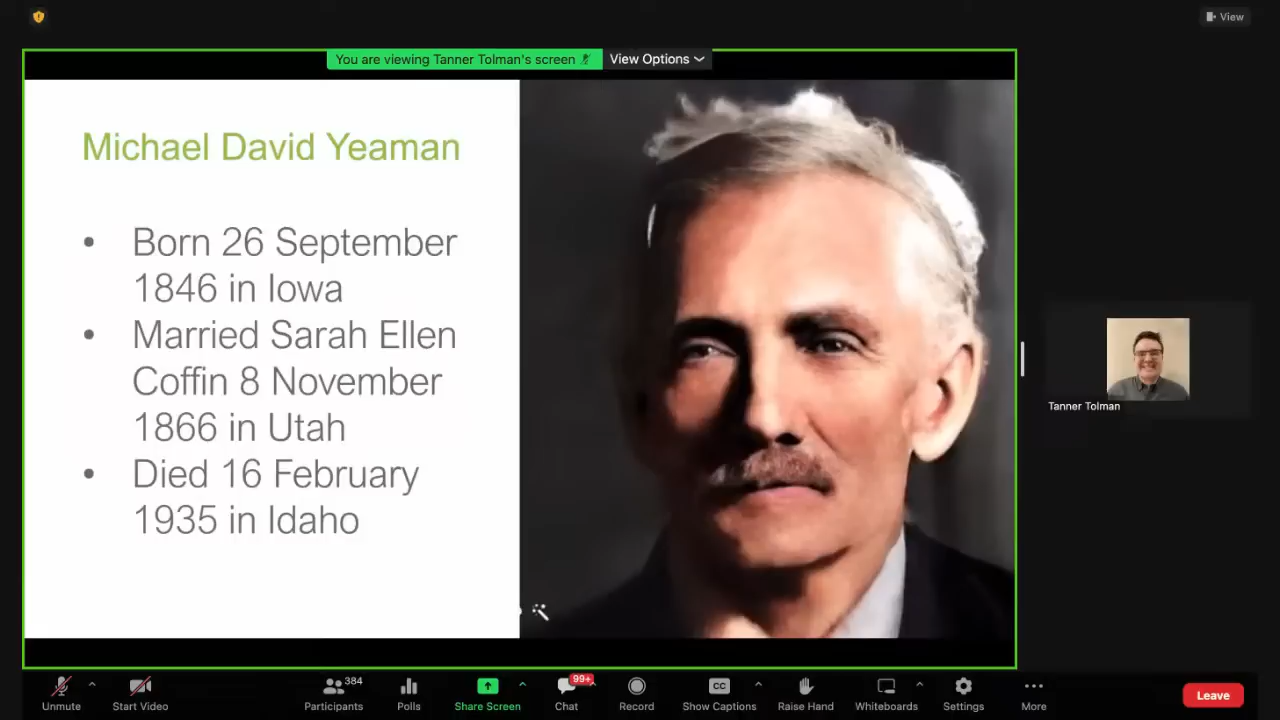 View
You are viewing Tanner Tolman's screen
View Options
Michael David Yeaman
• Born 26 September
1846 in Iowa
• Married Sarah Ellen
Coffin 8 November
1866 in Utah
• Died 16 February
1935 in Idaho
Tanner Tolman
Unmute
Start Video
384
Participants
Polls
Share Screen
99+
Chat
Record
CC
Show Captions
Raise Hand
Whiteboards
Settings
More
Leave